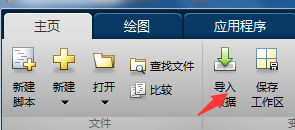 主页 绘图 应用程序
新建
脚本
新建
打开
查找文件
比较
导入
数据
保存
工作区
文件